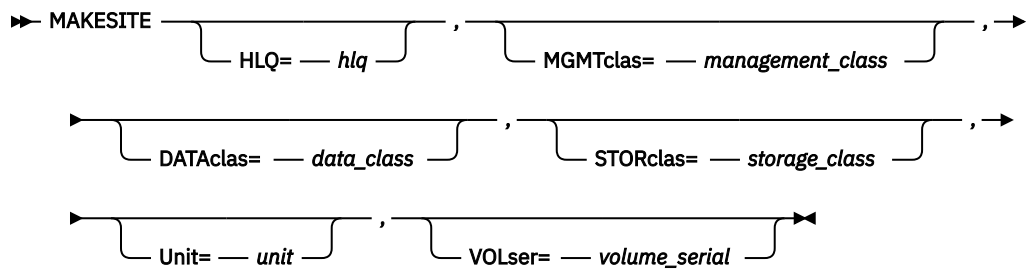 MAKESITE , ,
HLQ= hlq MGMTclas= management_class
, ,
DATAclas= data_class STORclas= storage_class
,
Unit= unit VOLser= volume_serial